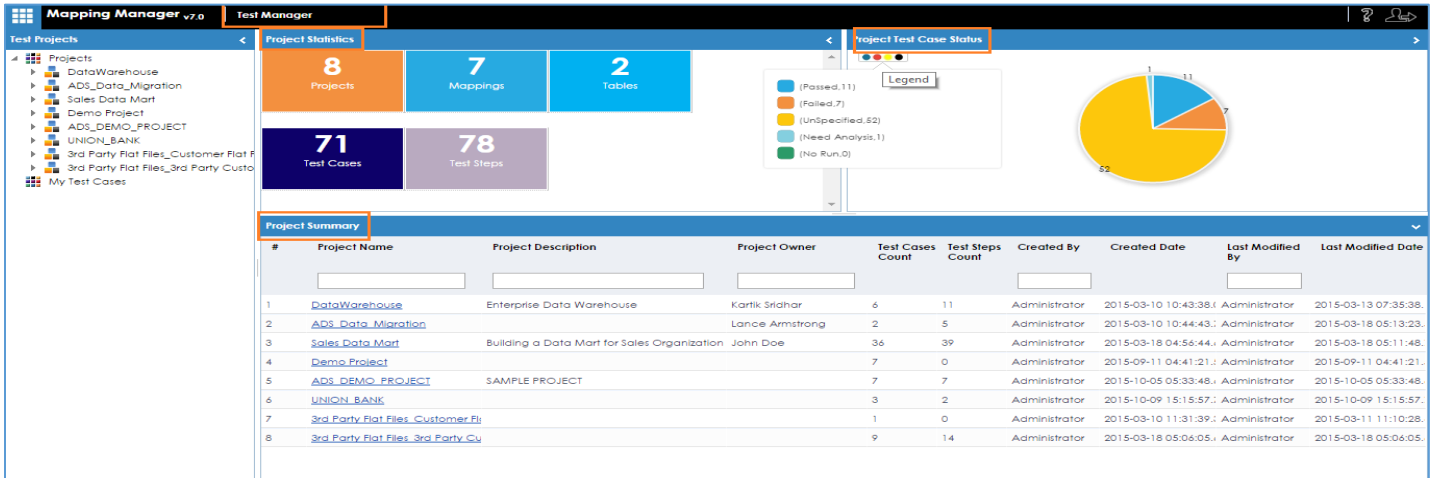 Mapping Manager v7.0
Test Manager
Test Projects
Projects
DataWarehouse
ADS_Data_Migration
Sales Data Mart
Demo Project
ADS_DEMO_PROJECT
UNION_BANK
3rd Party Flat Files_Customer Flat F
3rd Party Flat Files_3rd Party Custo
My Test Cases
Project Statistics
8
Projects
7
Mappings
2
Tables
71
Test Cases
78
Test Steps
Project Test Case Status
Legend
(Passed,11)
(Failed,7)
(UnSpecified,52)
(Need Analysis,1)
(No Run,0)
1
11
7
52
Project Summary
# Project Name Project Description Project Owner Test Cases Count Test Steps Count Created By Created Date Last Modified By Last Modified Date
1 DataWarehouse Enterprise Data Warehouse Kartik Sridhar 6 11 Administrator 2015-03-10 10:43:38.( Administrator 2015-03-13 07:35:38.
2 ADS_Data_Migration Lance Armstrong 2 5 Administrator 2015-03-10 10:44:43. Administrator 2015-03-18 05:13:23.
3 Sales Data Mart Building a Data Mart for Sales Organization John Doe 36 39 Administrator 2015-03-18 04:56:44. Administrator 2015-03-18 05:11:48.
4 Demo Project 7 0 Administrator 2015-09-11 04:41:21. Administrator 2015-09-11 04:41:21.
5 ADS_DEMO_PROJECT SAMPLE PROJECT 7 7 Administrator 2015-10-05 05:33:48. Administrator 2015-10-05 05:33:48.
6 UNION_BANK 3 2 Administrator 2015-10-09 15:15:57. Administrator 2015-10-09 15:15:57.
7 3rd Party Flat Files_Customer Fl 1 0 Administrator 2015-03-10 11:31:39. Administrator 2015-03-11 11:10:28.
8 3rd Party Flat Files_3rd Party Cu 9 14 Administrator 2015-03-18 05:06:05. Administrator 2015-03-18 05:06:05.